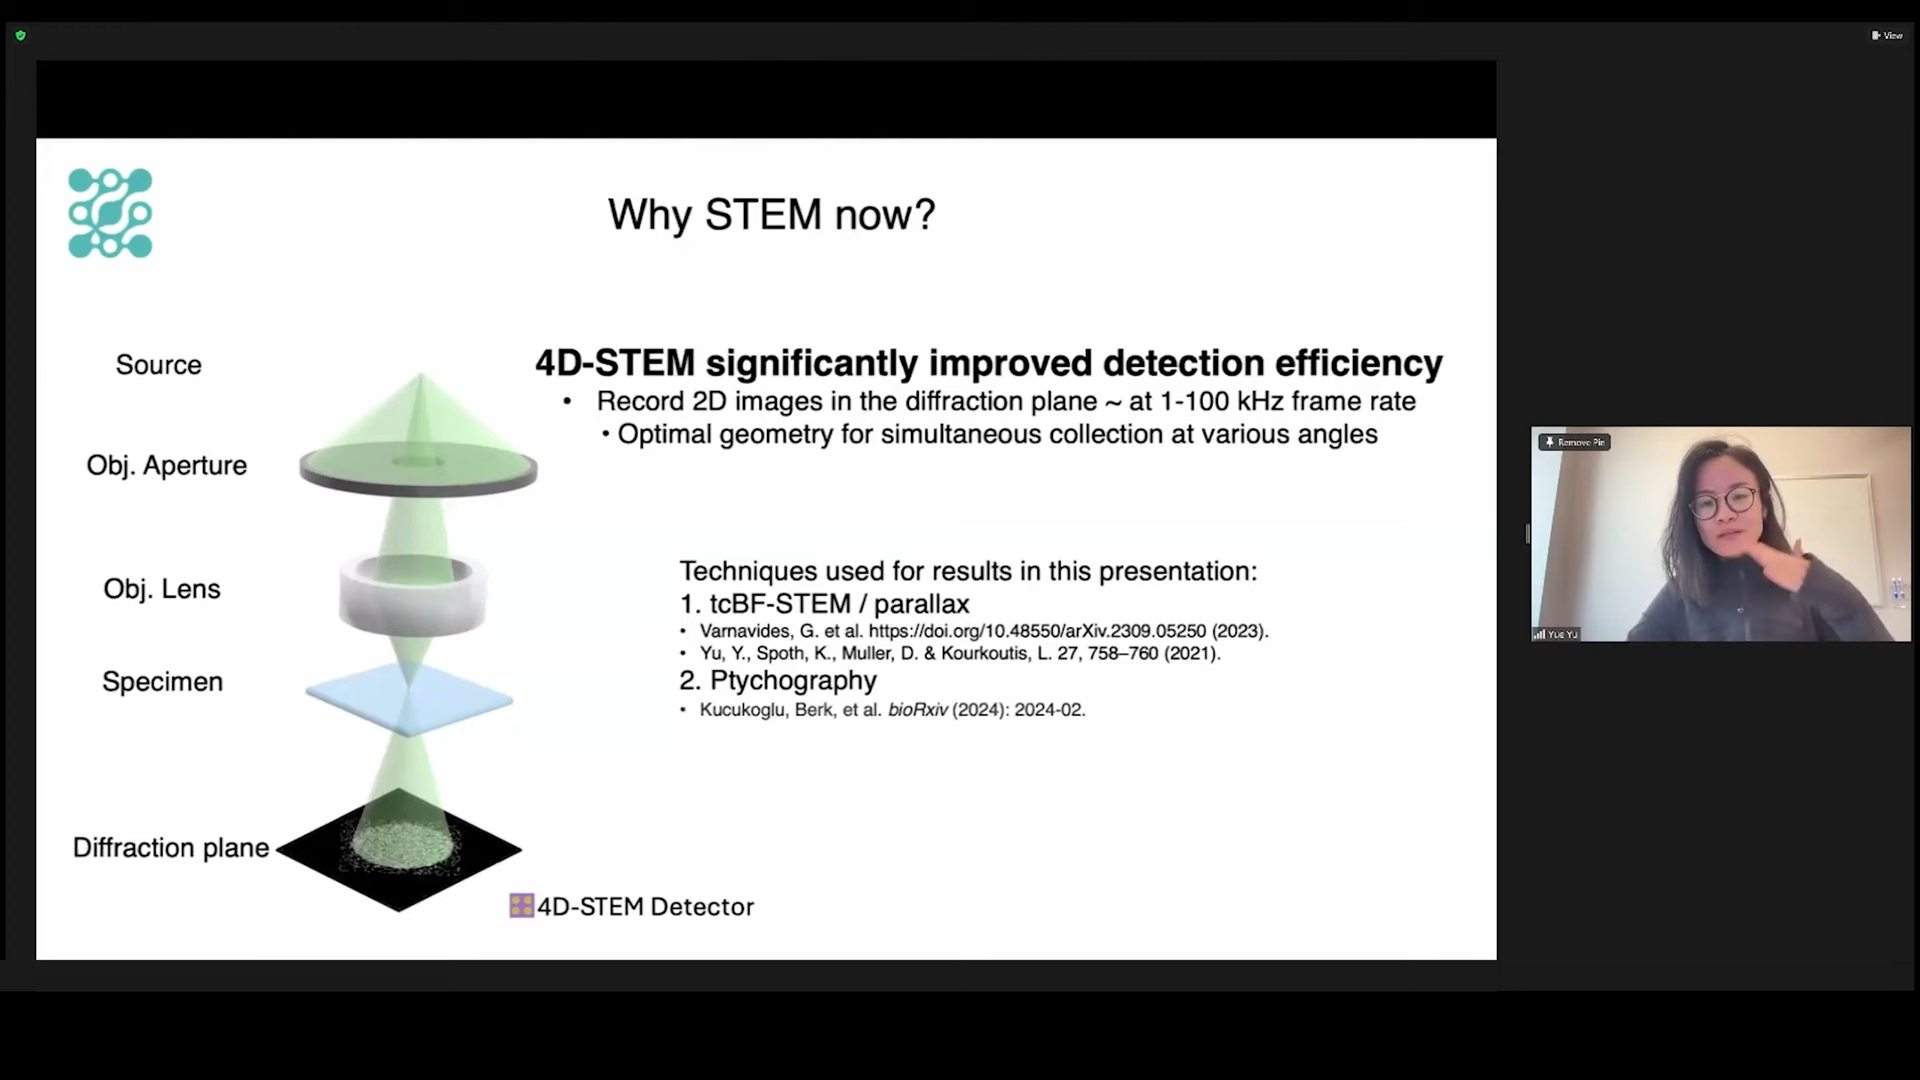 View
Why STEM now?
Source
4D-STEM significantly improved detection efficiency
• Record 2D images in the diffraction plane ~ at 1-100 kHz frame rate
• Optimal geometry for simultaneous collection at various angles
Obj. Aperture
Remove Pin
Obj. Lens
Techniques used for results in this presentation:
1. tcBF-STEM / parallax
• Varnavides, G. et al. https://doi.org/10.48550/arXiv.2309.05250 (2023).
• Yu, Y., Spoth, K., Muller, D. & Kourkoutis, L. 27, 758–760 (2021).
Yue Yu
Specimen
2. Ptychography
• Kucukoglu, Berk, et al. bioRxiv (2024): 2024-02.
Diffraction plane
4D-STEM Detector